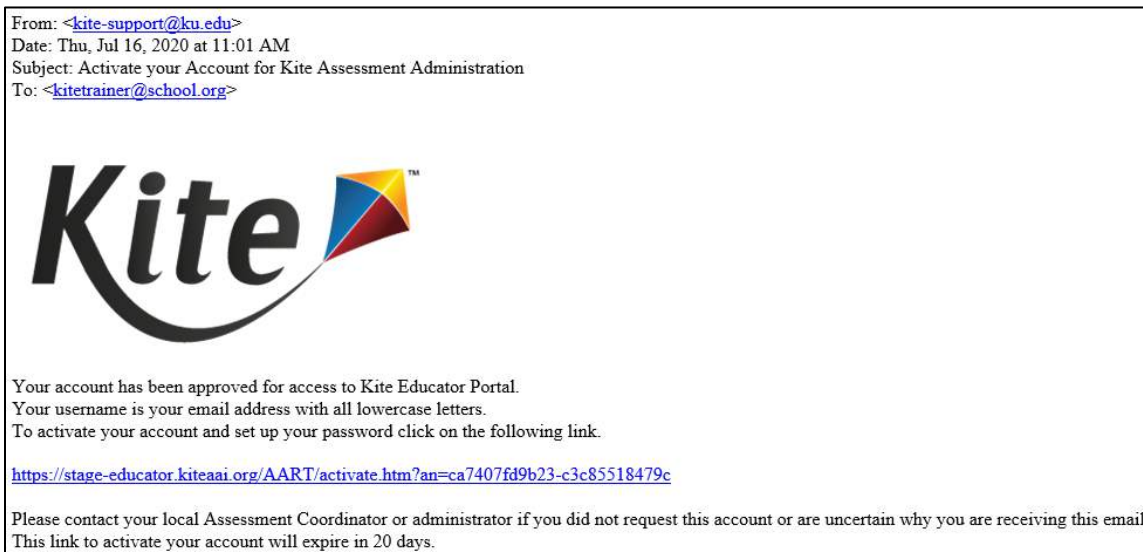 From: <kite-support@ku.edu>
Date: Thu, Jul 16, 2020 at 11:01 AM
Subject: Activate your Account for Kite Assessment Administration
To: <kitetrainer@school.org>
Kite™
Your account has been approved for access to Kite Educator Portal.
Your username is your email address with all lowercase letters.
To activate your account and set up your password click on the following link.
https://stage-educator.kiteaai.org/AART/activate.htm?an=ca7407fd9b23-c3c85518479c
Please contact your local Assessment Coordinator or administrator if you did not request this account or are uncertain why you are receiving this email
This link to activate your account will expire in 20 days.